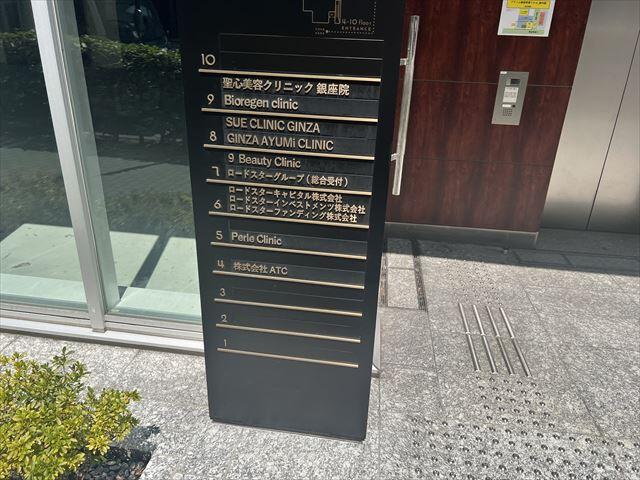 4-10 Floor
ENTRANCE
10
聖心美容クリニック 銀座院
9 Bioregen clinic
SUE CLINIC GINZA
8 GINZA AYUMi CLINIC
9 Beauty Clinic
7 ロードスターグループ(総合受付)
ロードスターキャピタル株式会社
ロードスターインベストメンツ株式会社
6 ロードスターファンディング株式会社
5 Perle Clinic
4 株式会社 ATC
3
2
1